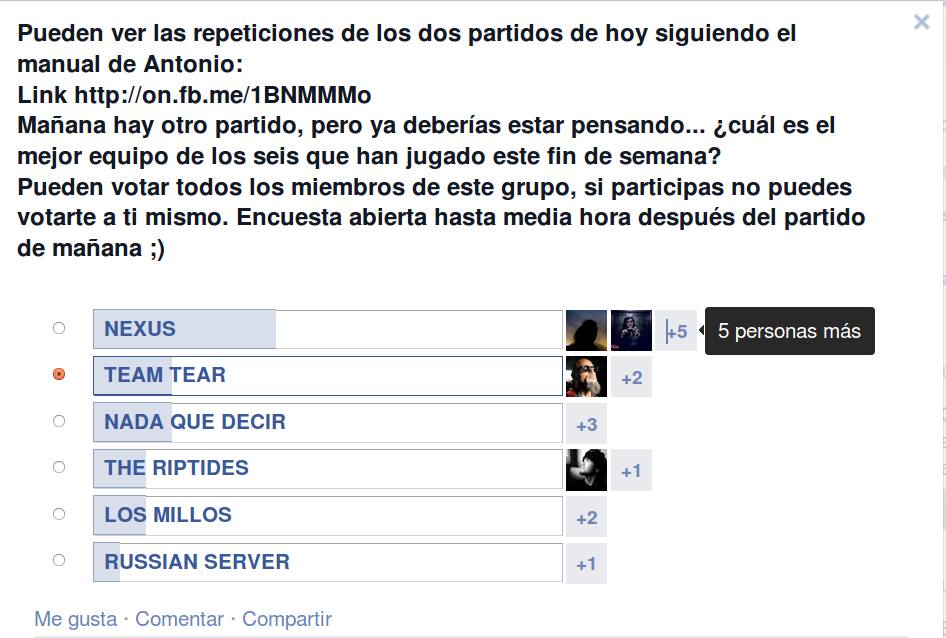 Pueden ver las repeticiones de los dos partidos de hoy siguiendo el
manual de Antonio:
Link http://on.fb.me/1BNMMMo
Mañana hay otro partido, pero ya deberías estar pensando... ¿cuál es el
mejor equipo de los seis que han jugado este fin de semana?
Pueden votar todos los miembros de este grupo, si participas no puedes
votarte a ti mismo. Encuesta abierta hasta media hora después del partido
de mañana ;)
NEXUS +5 5 personas más
TEAM TEAR +2
NADA QUE DECIR +3
THE RIPTIDES +1
LOS MILLOS +2
RUSSIAN SERVER +1
Me gusta · Comentar · Compartir